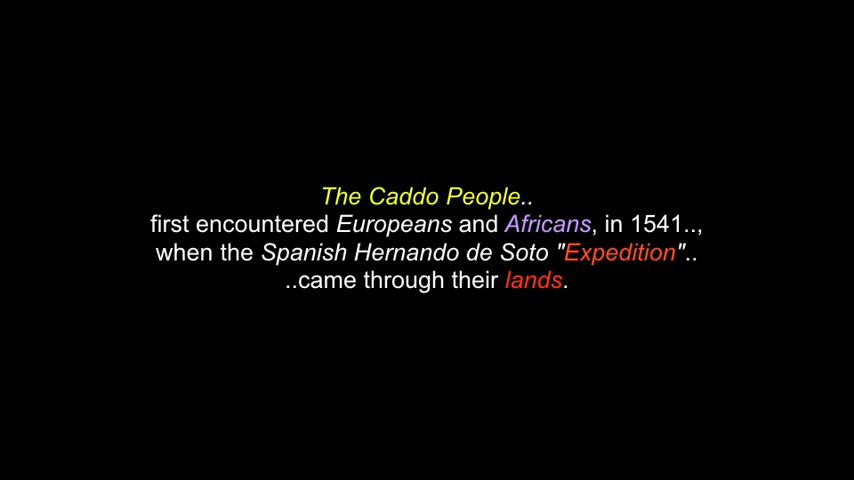 The Caddo People..
first encountered Europeans and Africans, in 1541..,
when the Spanish Hernando de Soto "Expedition"..
..came through their lands.